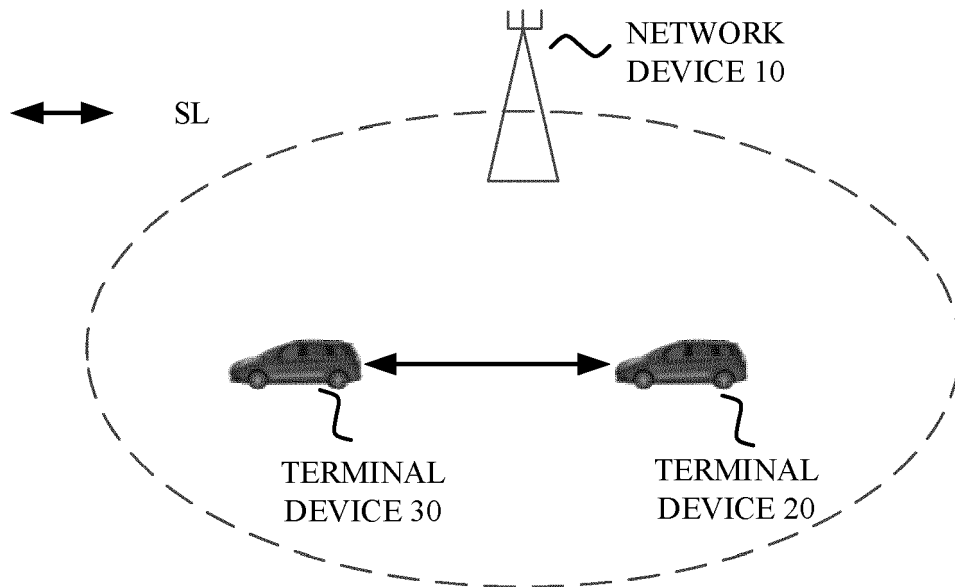 NETWORK
DEVICE 10
SL
TERMINAL
DEVICE 30
TERMINAL
DEVICE 20